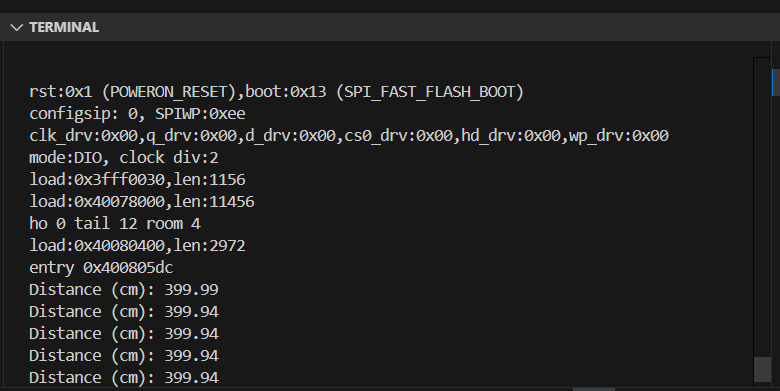 TERMINAL
rst:0x1 (POWERON_RESET),boot:0x13 (SPI_FAST_FLASH_BOOT)
configsip: 0, SPIWP:0xee
clk_drv:0x00,q_drv:0x00,d_drv:0x00,cs0_drv:0x00,hd_drv:0x00,wp_drv:0x00
mode:DIO, clock div:2
load:0x3fff0030,len:1156
load:0x40078000,len:11456
ho 0 tail 12 room 4
load:0x40080400,len:2972
entry 0x400805dc
Distance (cm): 399.99
Distance (cm): 399.94
Distance (cm): 399.94
Distance (cm): 399.94
Distance (cm): 399.94